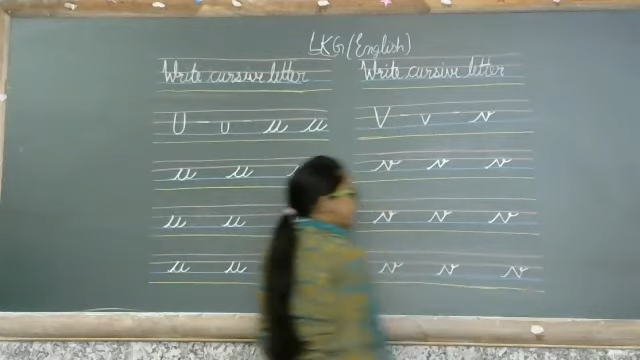 LKG (English)
Write cursive letter
U – u u u
u u
u u
u u
Write cursive letter
V – v – v
v v v
v v v
v v v